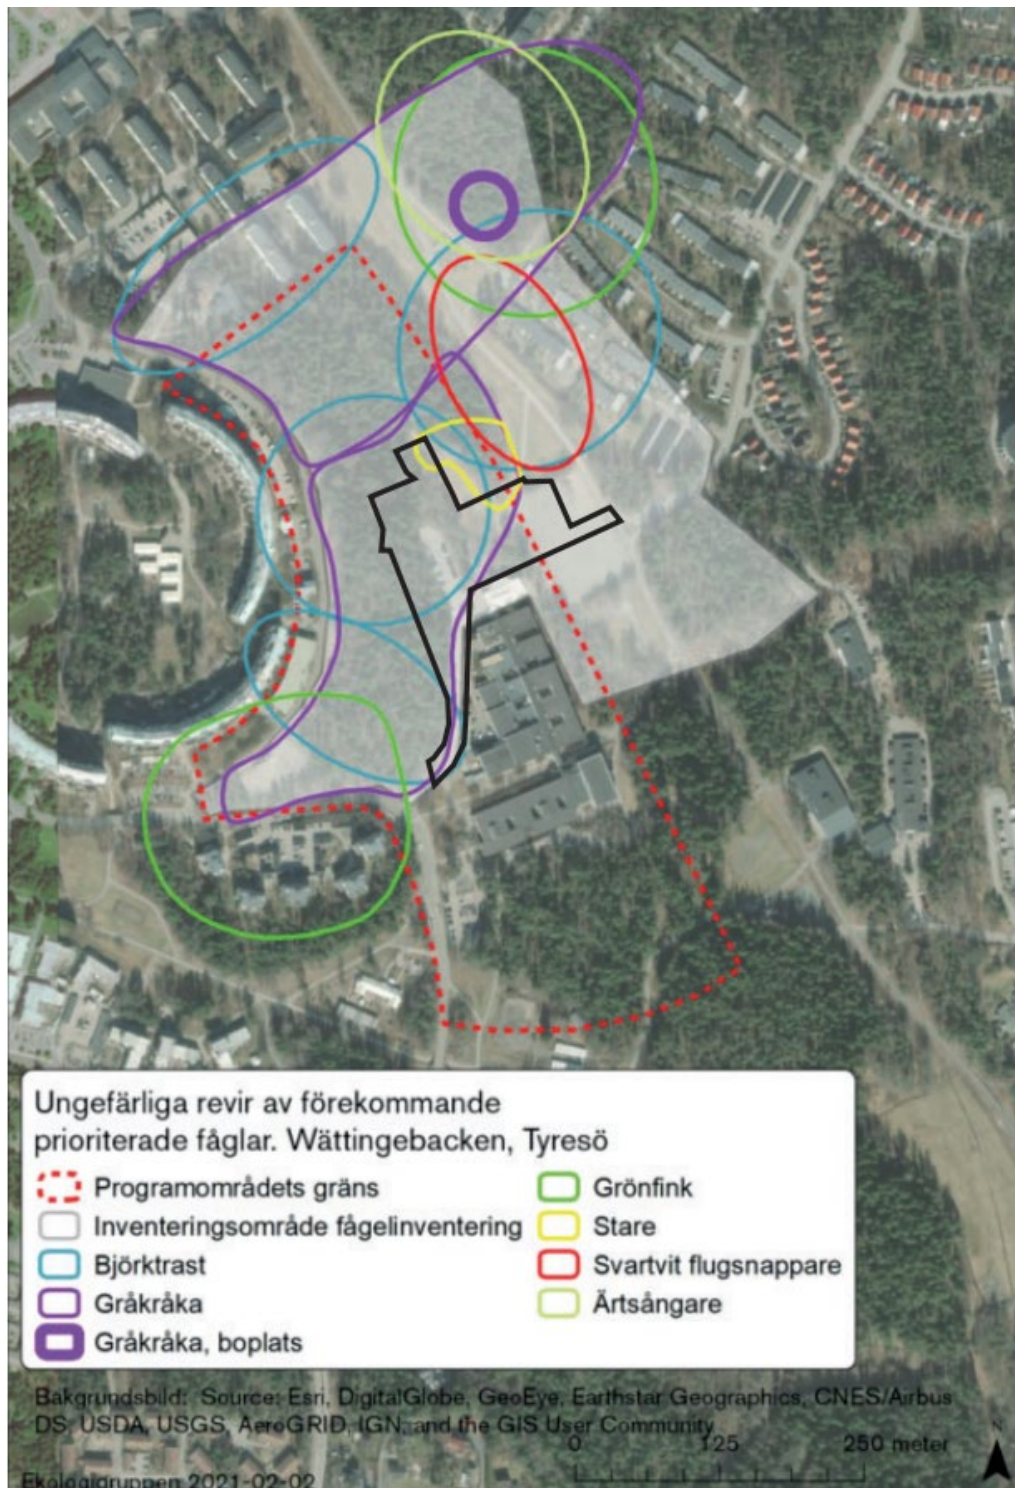 Ungefärliga revir av förekommande
prioriterade fåglar. Wättingebacken, Tyresö
Programområdets gräns
Inventeringsområde fågelinventering
Björktrast
Gråkråka
Gråkråka, boplats
Grönfink
Stare
Svartvit flugsnappare
Ärtsångare
Bakgrundsbild: Source: Esri, DigitalGlobe, GeoEye, Earthstar Geographics, CNES/Airbus
DS, USDA, USGS, AeroGRID, IGN, and the GIS User Community
0 125 250 meter
N
Ekologigruppen 2021-02-02